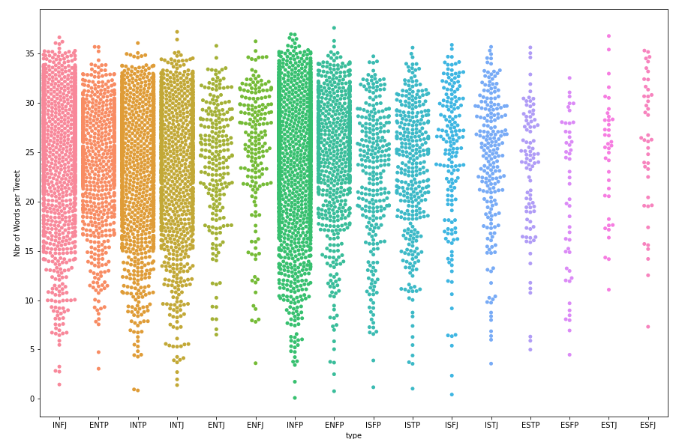 Nbr of Words per Tweet
35
30
25
20
15
10
5
0
INFJ ENTP INTP INTJ ENTJ ENFJ INFP ENFP ISFP ISTP ISFJ ISTJ ESTP ESFP ESTJ ESFJ
type